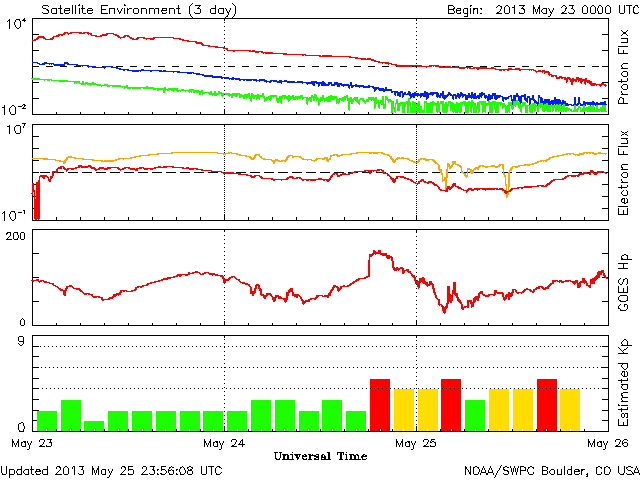 Satellite Environment (3 day) Begin: 2013 May 23 0000 UTC
10^4
10^-2
Proton Flux
10^7
10^-1
Electron Flux
200
0
GOES Hp
9
0
Estimated Kp
May 23 May 24 May 25 May 26
Universal Time
Updated 2013 May 25 23:56:08 UTC NOAA/SWPC Boulder, CO USA